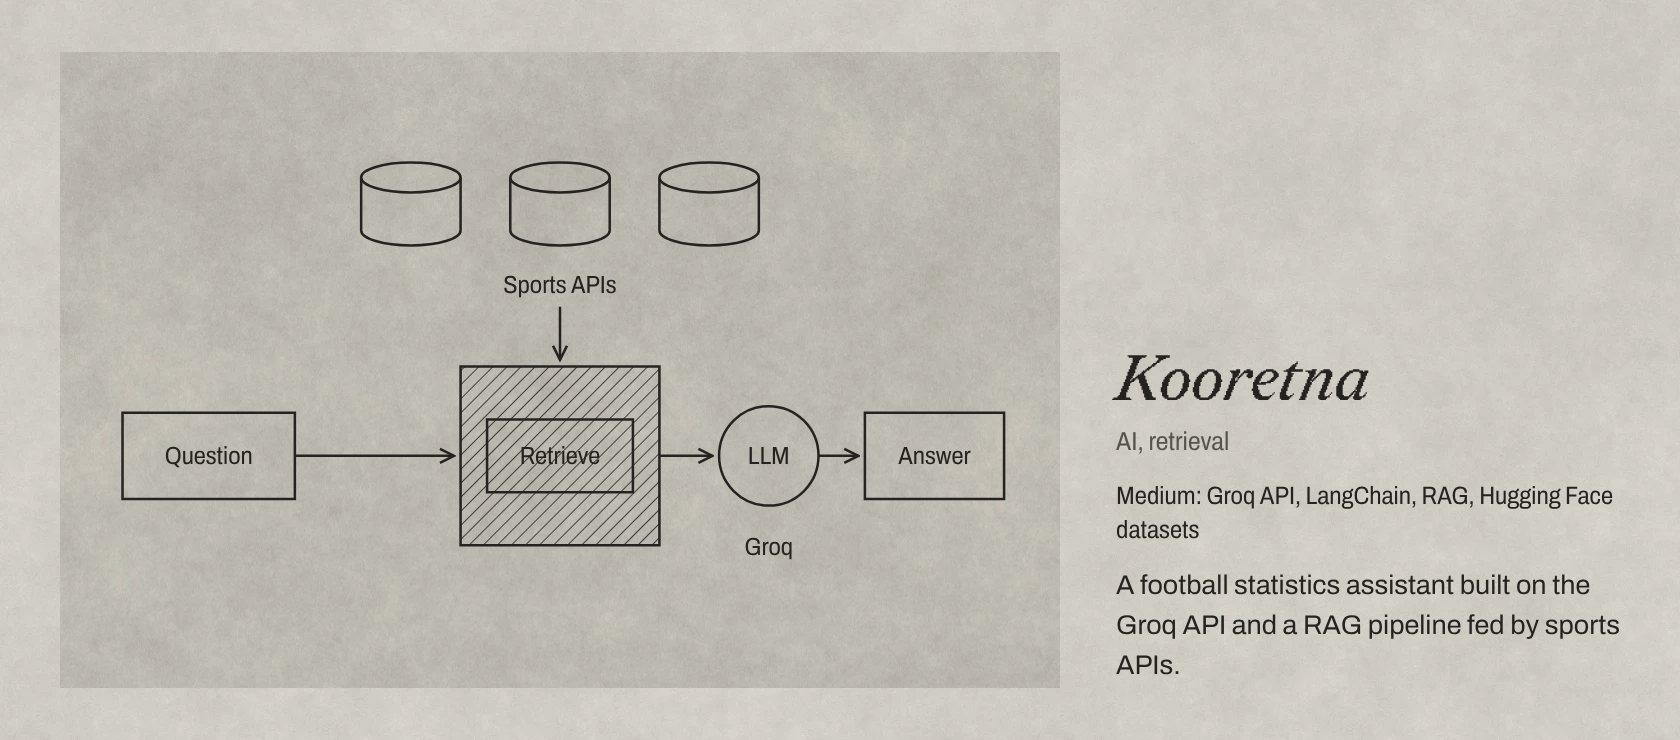 Sports APIs
Question
Retrieve
LLM
Answer
Groq
Kooretna
AI, retrieval
Medium: Groq API, LangChain, RAG, Hugging Face
datasets
A football statistics assistant built on the
Groq API and a RAG pipeline fed by sports
APIs.